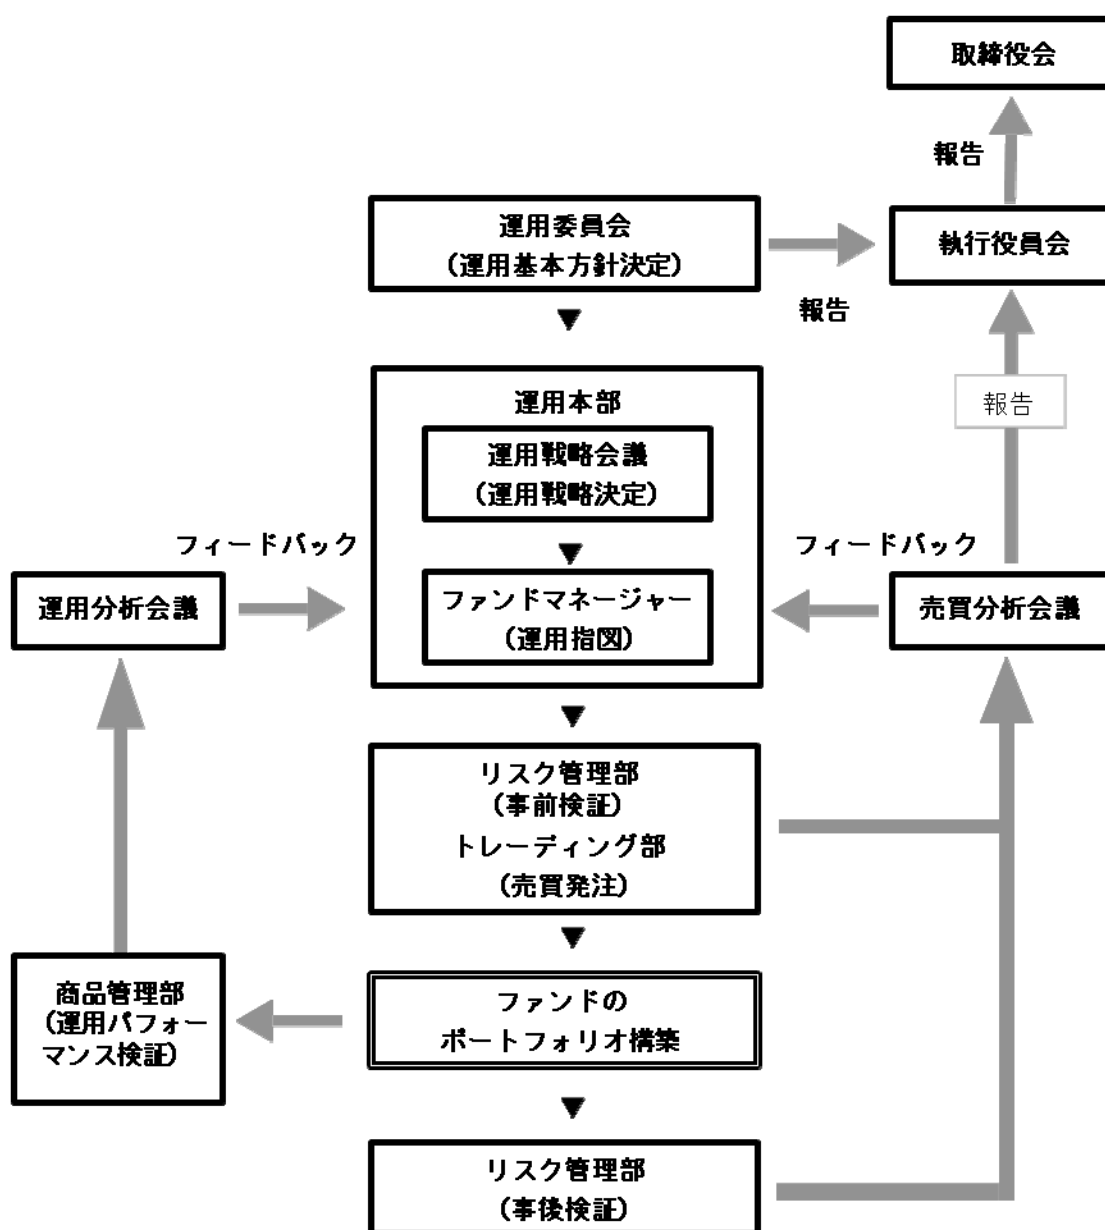 取締役会
報告
運用委員会
(運用基本方針決定)
執行役員会
報告
運用本部
報告
運用戦略会議
(運用戦略決定)
フィードバック
フィードバック
運用分析会議
ファンドマネージャー
(運用指図)
売買分析会議
リスク管理部
(事前検証)
トレーディング部
(売買発注)
商品管理部
(運用パフォー
マンス検証)
ファンドの
ポートフォリオ構築
リスク管理部
(事後検証)